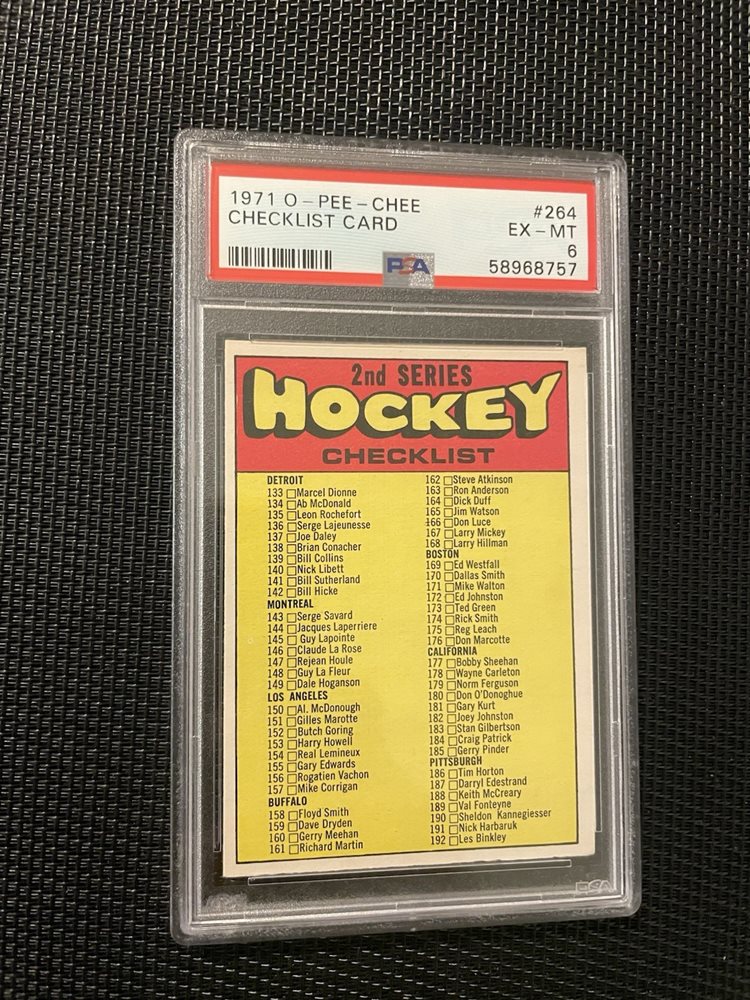 1971 O-PEE-CHEE #264
CHECKLIST CARD EX-MT
6
PSA 58968757
2nd SERIES
HOCKEY
CHECKLIST
DETROIT
133 Marcel Dionne
134 Ab McDonald
135 Leon Rochefort
136 Serge Lajeunesse
137 Joe Daley
138 Brian Conacher
139 Bill Collins
140 Nick Libett
141 Bill Sutherland
142 Bill Hicke
MONTREAL
143 Serge Savard
144 Jacques Laperriere
145 Guy Lapointe
146 Claude La Rose
147 Rejean Houle
148 Guy La Fleur
149 Dale Hoganson
LOS ANGELES
150 Al. McDonough
151 Gilles Marotte
152 Butch Goring
153 Harry Howell
154 Real Lemineux
155 Gary Edwards
156 Rogatien Vachon
157 Mike Corrigan
BUFFALO
158 Floyd Smith
159 Dave Dryden
160 Gerry Meehan
161 Richard Martin
162 Steve Atkinson
163 Ron Anderson
164 Dick Duff
165 Jim Watson
166 Don Luce
167 Larry Mickey
168 Larry Hillman
BOSTON
169 Ed Westfall
170 Dallas Smith
171 Mike Walton
172 Ed Johnston
173 Ted Green
174 Rick Smith
175 Reg Leach
176 Don Marcotte
CALIFORNIA
177 Bobby Sheehan
178 Wayne Carleton
179 Norm Ferguson
180 Don O'Donoghue
181 Gary Kurt
182 Joey Johnston
183 Stan Gilbertson
184 Craig Patrick
185 Gerry Pinder
PITTSBURGH
186 Tim Horton
187 Darryl Edestrand
188 Keith McCreary
189 Val Fonteyne
190 Sheldon Kannegiesser
191 Nick Harbaruk
192 Les Binkley
PSA